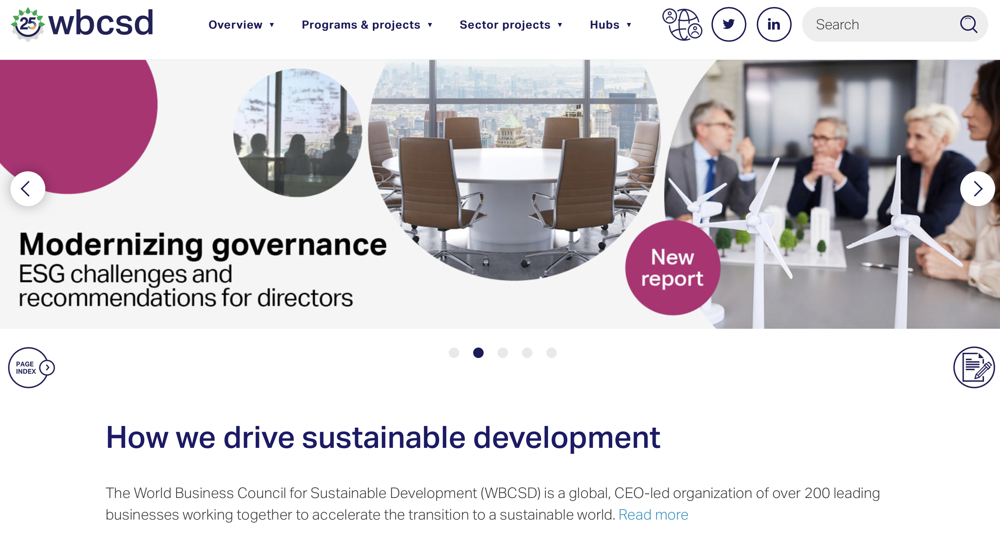 25
wbcsd
Overview ▼ Programs & projects ▼ Sector projects ▼ Hubs ▼
in
Search
Modernizing governance
ESG challenges and
recommendations for directors
New
report
PAGE
INDEX
How we drive sustainable development
The World Business Council for Sustainable Development (WBCSD) is a global, CEO-led organization of over 200 leading
businesses working together to accelerate the transition to a sustainable world. Read more